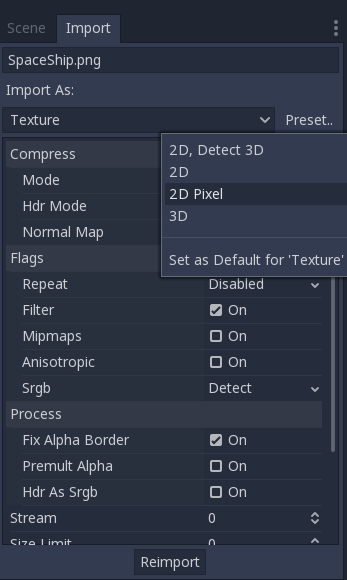 Scene Import
SpaceShip.png
Import As:
Texture Preset..
2D, Detect 3D
2D
2D Pixel
3D
Set as Default for 'Texture'
Compress
Mode
Hdr Mode
Normal Map
Flags
Repeat Disabled
Filter On
Mipmaps On
Anisotropic On
Srgb Detect
Process
Fix Alpha Border On
Premult Alpha On
Hdr As Srgb On
Stream 0
Size Limit 0
Reimport